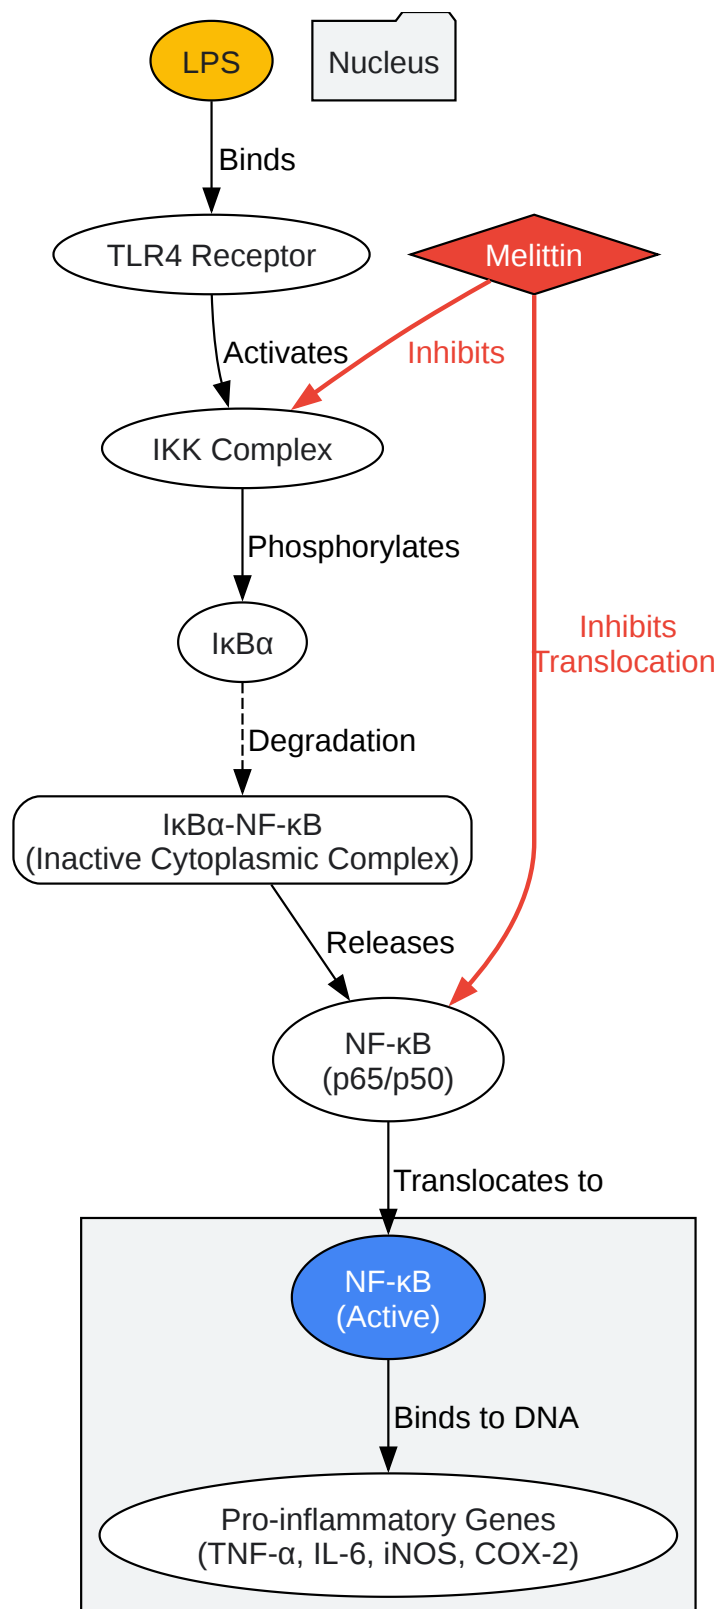 LPS
Nucleus
Binds
TLR4 Receptor
Melittin
Activates
Inhibits
IKK Complex
Phosphorylates
IκBα
Inhibits
Translocation
Degradation
IκBα-NF-κB
(Inactive Cytoplasmic Complex)
Releases
NF-κB
(p65/p50)
Translocates to
NF-κB
(Active)
Binds to DNA
Pro-inflammatory Genes
(TNF-α, IL-6, iNOS, COX-2)